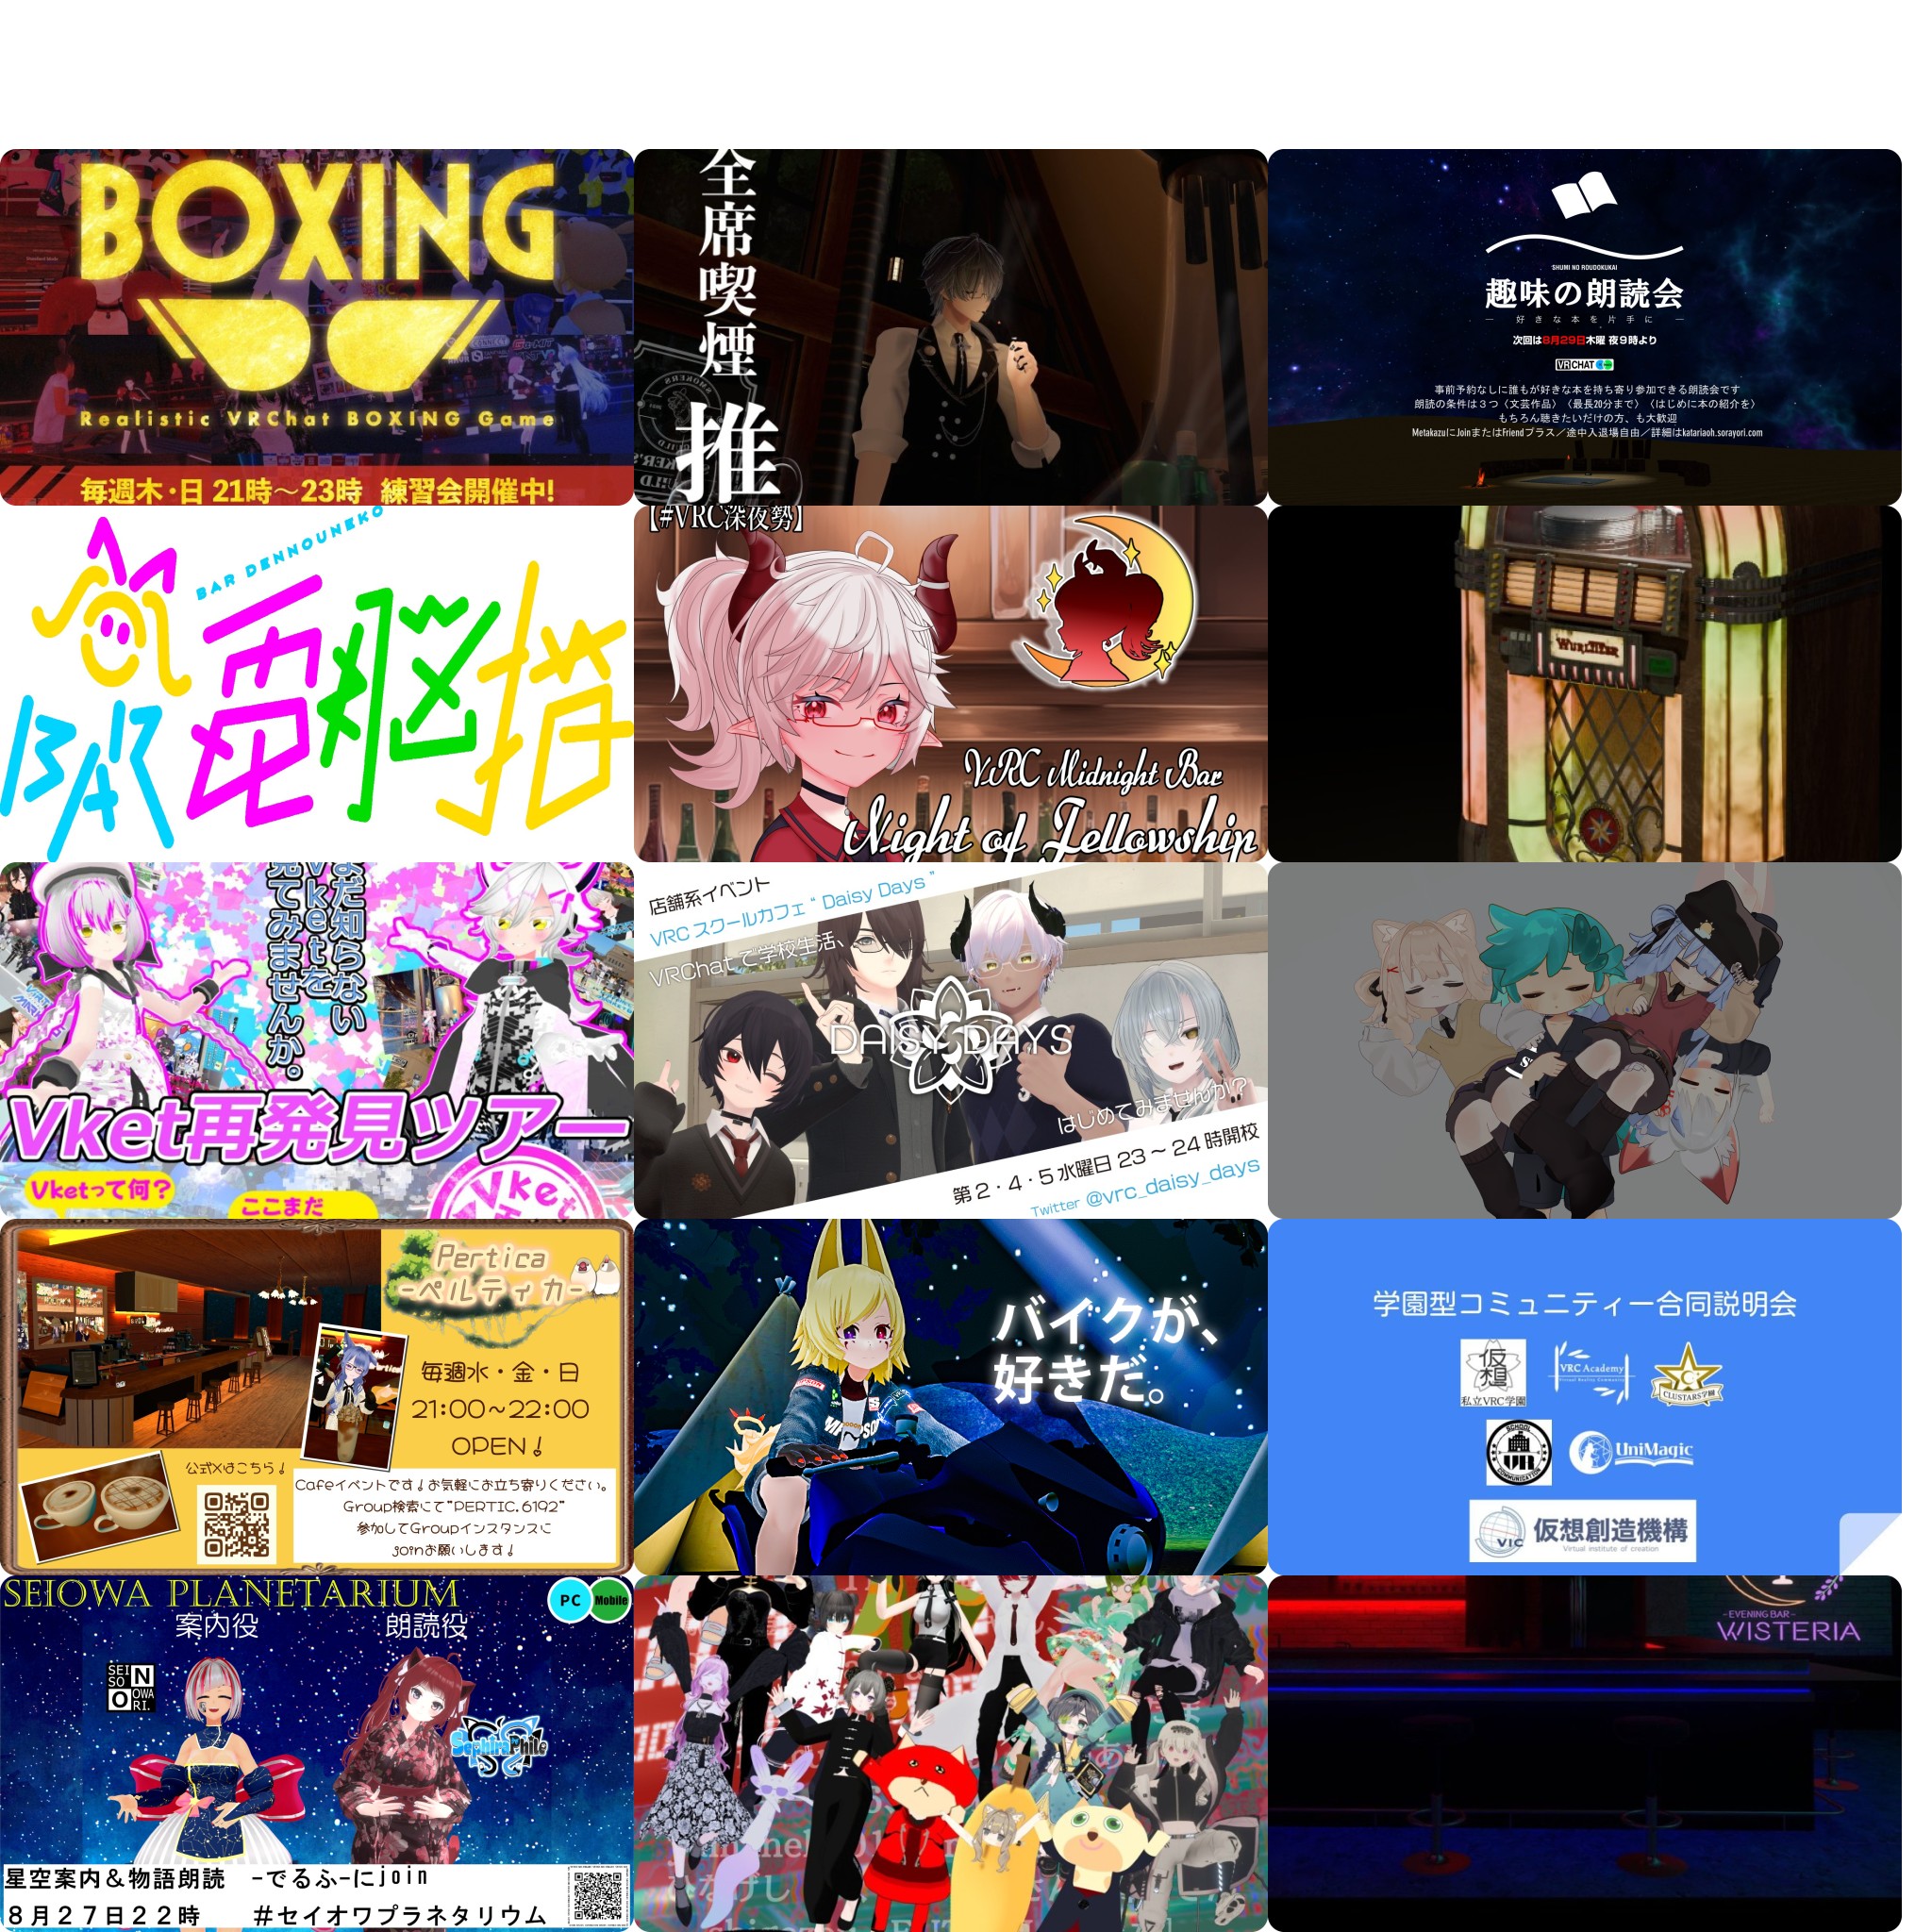 BOXING
Realistic VRChat BOXING Game
毎週木・日 21時～23時 練習会開催中!
全席喫煙
推
SHUMI NO ROUDOKUKAI
趣味の朗読会
― 好きな本を片手に ―
次回は8月29日木曜 夜9時より
VRCHAT
事前予約なしに誰もが好きな本を持ち寄り参加できる朗読会です
朗読の条件は３つ〈文芸作品〉〈最長20分まで〉〈はじめに本の紹介を〉
もちろん聴きたいだけの方、も大歓迎
MetakazuにJoinまたはFriendプラス／途中入退場自由／詳細はkatariaoh.sorayori.com
BAR DENNOUNEKO
BAR 電脳猫
【#VRC深夜勢】
VRC Midnight Bar
Night of Fellowship
WURLITZER
まだ知らない
Vketを
見てみませんか。
Vket再発見ツアー
Vketって何？
ここまだ
Vket
店舗系イベント
VRC スクールカフェ “ Daisy Days ”
VRChat で学校生活、
DAISY DAYS
はじめてみませんか?
第 2・4・5 水曜日 23 ～ 24 時開校
Twitter @vrc_daisy_days
Pertica
-ペルティカ-
毎週水・金・日
21:00～22:00
OPEN！
公式Xはこちら！
Cafeイベントです！お気軽にお立ち寄りください。
Group検索にて"PERTIC.6192"
参加してGroupインスタンスに
joinお願いします！
バイクが、
好きだ。
学園型コミュニティー合同説明会
仮想
私立VRC学園
VRC Academy
Virtual Reality Community
C
CLUSTARS学園
SCHOOL
VR
COMMUNICATION
UniMagic
VIC
仮想創造機構
Virtual institute of creation
SEIOWA PLANETARIUM
PC
Mobile
案内役
朗読役
SEI
SO
N
O
OWA
RI.
SephiraPhile
星空案内＆物語朗読 -でるふ-にjoin
８月２７日２２時 ＃セイオワプラネタリウム
-EVENING BAR-
WISTERIA